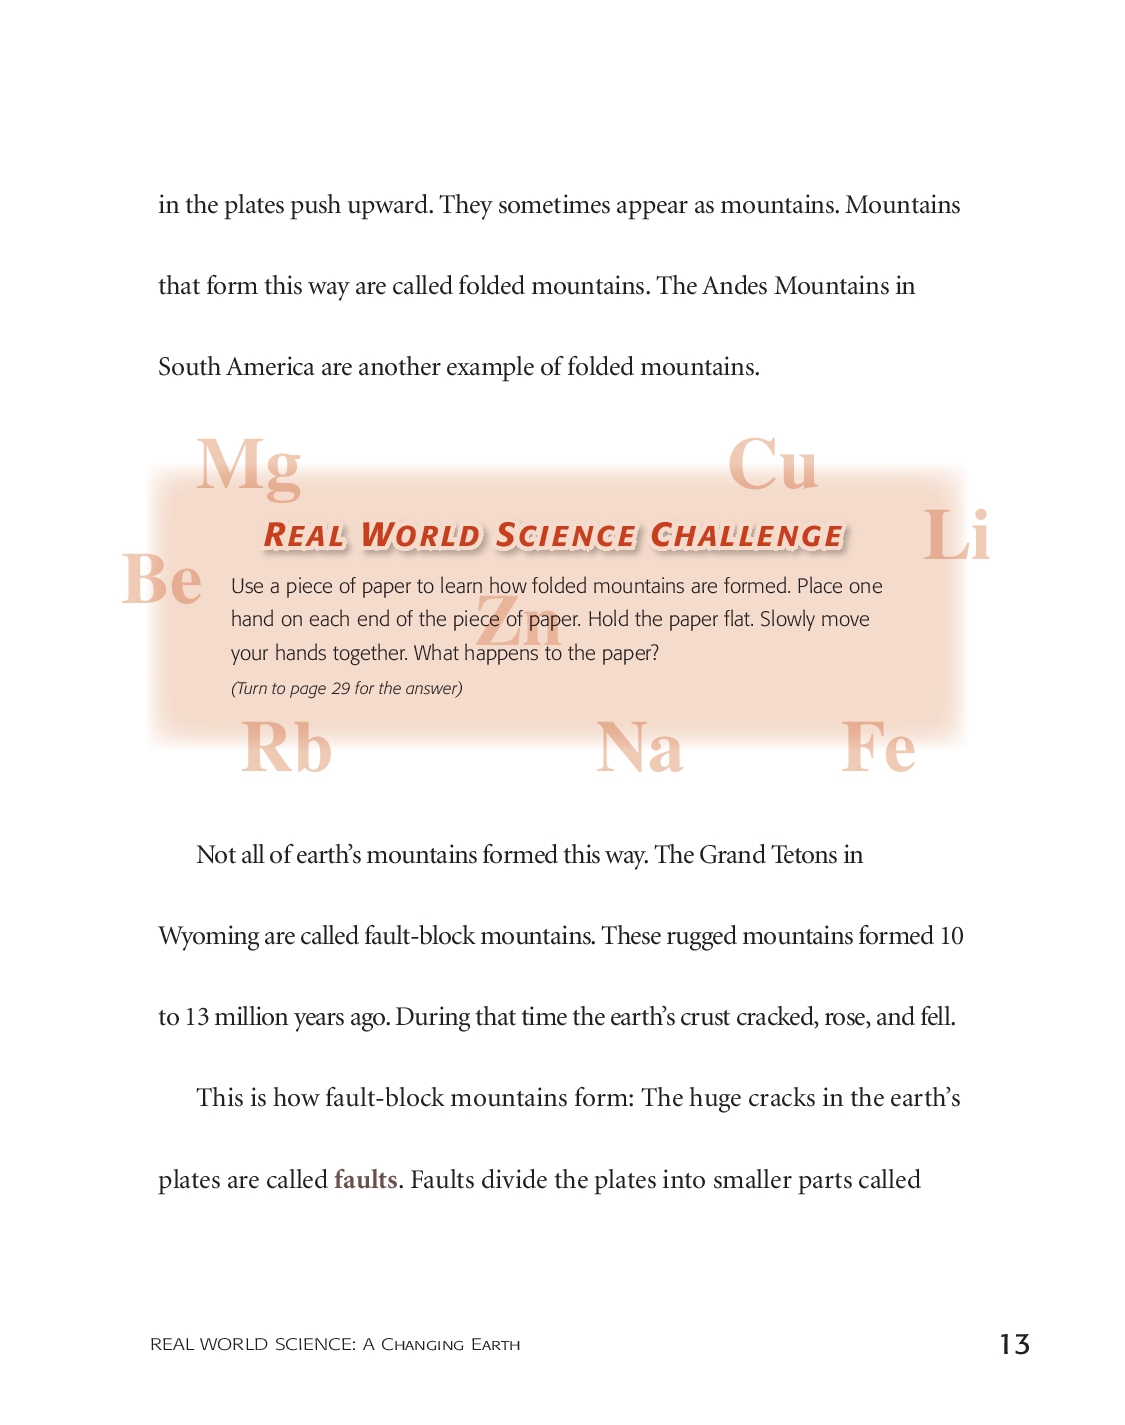 in the plates push upward. They sometimes appear as mountains. Mountains
that form this way are called folded mountains. The Andes Mountains in
South America are another example of folded mountains.
Mg
Cu
Li
REAL WORLD SCIENCE CHALLENGE
Be
Use a piece of paper to learn how folded mountains are formed. Place one
hand on each end of the piece of paper. Hold the paper flat. Slowly move
Zn
your hands together. What happens to the paper?
(Turn to page 29 for the answer)
Rb
Na
Fe
Not all of earth’s mountains formed this way. The Grand Tetons in
Wyoming are called fault-block mountains. These rugged mountains formed 10
to 13 million years ago. During that time the earth’s crust cracked, rose, and fell.
This is how fault-block mountains form: The huge cracks in the earth’s
plates are called faults. Faults divide the plates into smaller parts called
REAL WORLD SCIENCE: A CHANGING EARTH
13